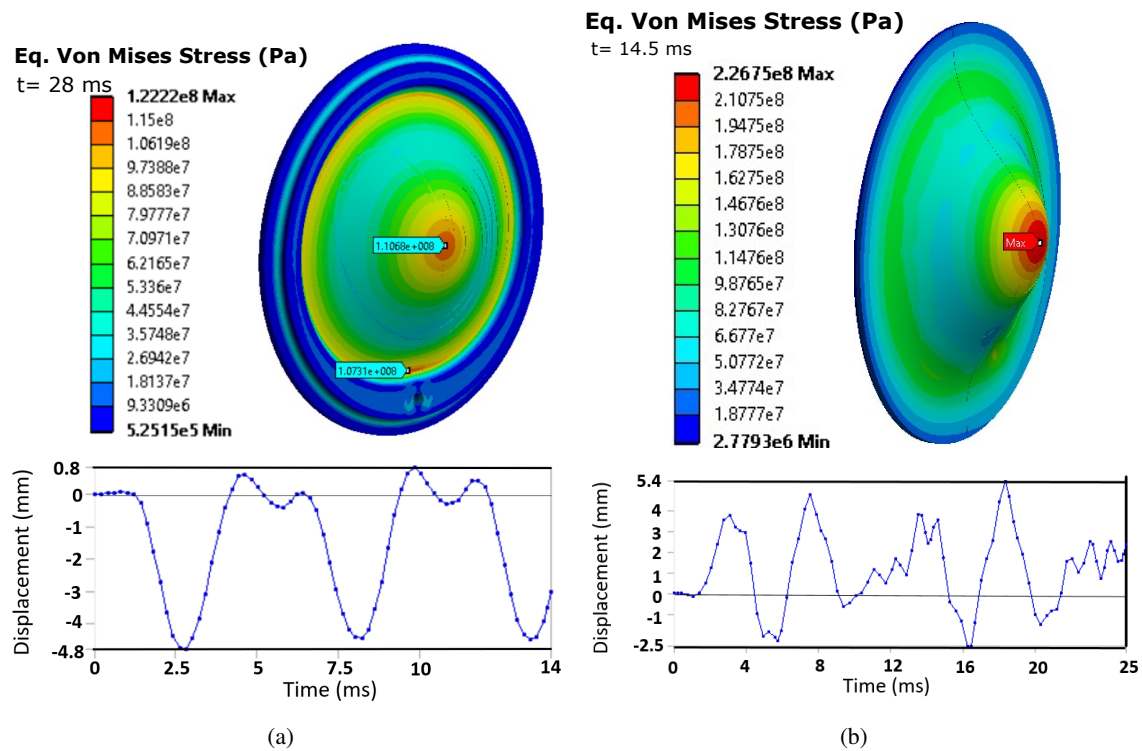 Eq. Von Mises Stress (Pa)
t= 28 ms
1.2222e8 Max
1.15e8
1.0619e8
9.7388e7
8.8583e7
7.9777e7
7.0971e7
6.2165e7
5.336e7
4.4554e7
3.5748e7
2.6942e7
1.8137e7
9.3309e6
5.2515e5 Min
1.1068e+008
1.0731e+008
Displacement (mm)
0.8
0
-1
-2
-3
-4
-4.8
0 2.5 5 7.5 10 14
Time (ms)
(a)
Eq. Von Mises Stress (Pa)
t= 14.5 ms
2.2675e8 Max
2.1075e8
1.9475e8
1.7875e8
1.6275e8
1.4676e8
1.3076e8
1.1476e8
9.8765e7
8.2767e7
6.677e7
5.0772e7
3.4774e7
1.8777e7
2.7793e6 Min
Max
Displacement (mm)
5.4
4
3
2
1
0
-2.5
0 4 8 12 16 20 25
Time (ms)
(b)